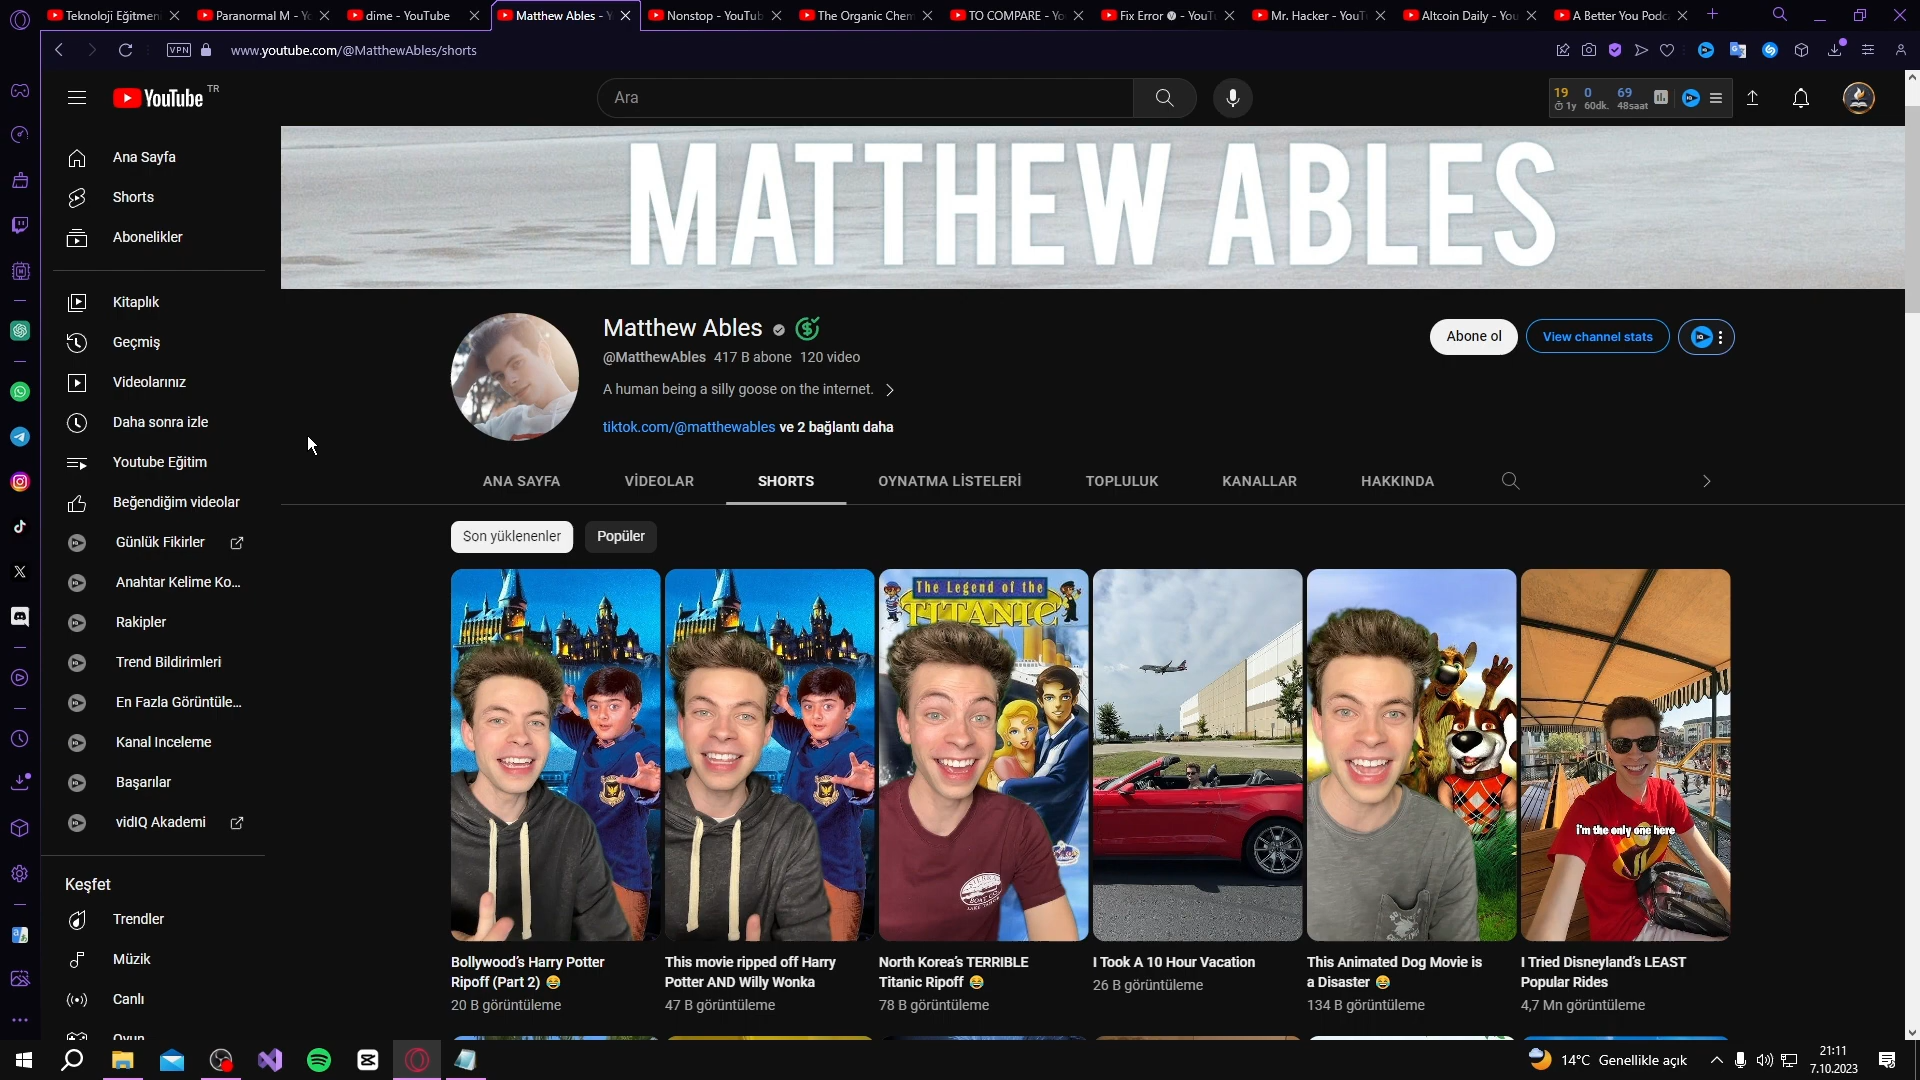 Teknoloji Eğitmeni
Paranormal M - Yo
dime - YouTube
Matthew Ables - Y
Nonstop - YouTub
The Organic Chem
TO COMPARE - Yo
Fix Error - YouTu
Mr. Hacker - YouT
Altcoin Daily - You
A Better You Podc
VPN
www.youtube.com/@MatthewAbles/shorts
YouTube TR
Ara
19 0 69
1y 60dk. 48saat
Ana Sayfa
Shorts
Abonelikler
Kitaplık
Geçmiş
Videolarınız
Daha sonra izle
Youtube Eğitim
Beğendiğim videolar
Günlük Fikirler
Anahtar Kelime Ko...
Rakipler
Trend Bildirimleri
En Fazla Görüntüle...
Kanal Inceleme
Başarılar
vidIQ Akademi
Keşfet
Trendler
Müzik
Canlı
Oyun
MATTHEW ABLES
Matthew Ables
@MatthewAbles 417 B abone 120 video
A human being a silly goose on the internet.
tiktok.com/@matthewables ve 2 bağlantı daha
Abone ol
View channel stats
ANA SAYFA
VİDEOLAR
SHORTS
OYNATMA LİSTELERİ
TOPLULUK
KANALLAR
HAKKINDA
Son yüklenenler
Popüler
The Legend of the
TITANIC
i'm the only one here
Bollywood's Harry Potter
Ripoff (Part 2) 😂
20 B görüntüleme
This movie ripped off Harry
Potter AND Willy Wonka
47 B görüntüleme
North Korea's TERRIBLE
Titanic Ripoff 😂
78 B görüntüleme
I Took A 10 Hour Vacation
26 B görüntüleme
This Animated Dog Movie is
a Disaster 😂
134 B görüntüleme
I Tried Disneyland's LEAST
Popular Rides
4,7 Mn görüntüleme
14°C Genellikle açık
21:11
7.10.2023